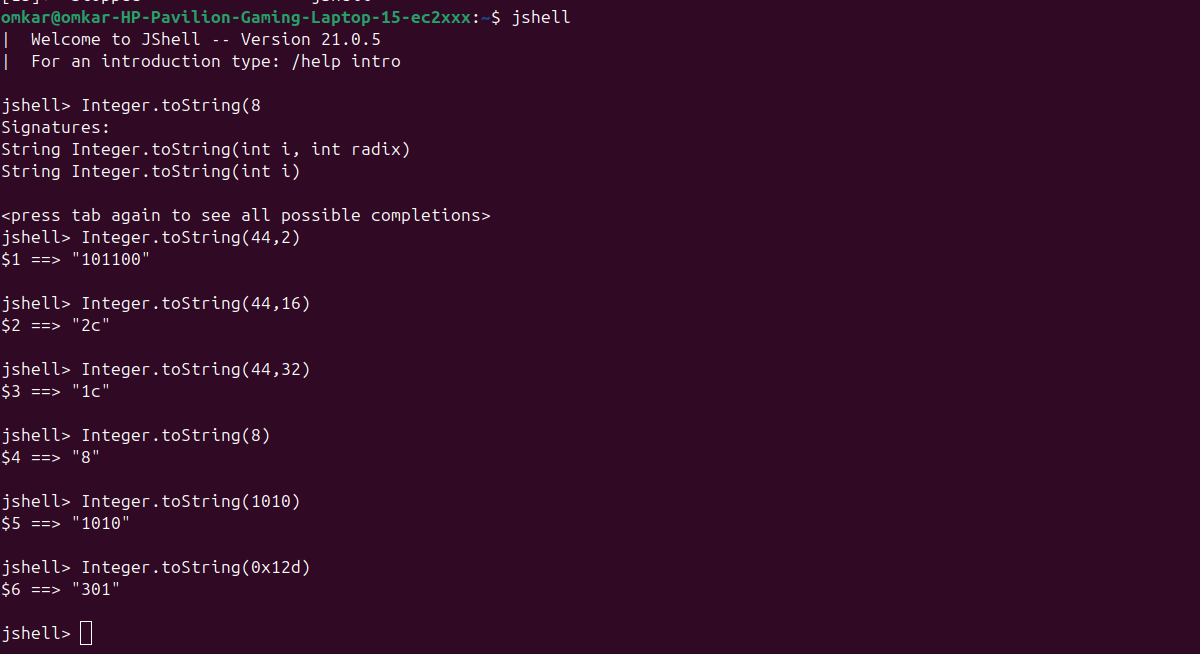 omkar@omkar-HP-Pavilion-Gaming-Laptop-15-ec2xxx:~$ jshell
|  Welcome to JShell -- Version 21.0.5
|  For an introduction type: /help intro
jshell> Integer.toString(8
Signatures:
String Integer.toString(int i, int radix)
String Integer.toString(int i)
<press tab again to see all possible completions>
jshell> Integer.toString(44,2)
$1 ==> "101100"
jshell> Integer.toString(44,16)
$2 ==> "2c"
jshell> Integer.toString(44,32)
$3 ==> "1c"
jshell> Integer.toString(8)
$4 ==> "8"
jshell> Integer.toString(1010)
$5 ==> "1010"
jshell> Integer.toString(0x12d)
$6 ==> "301"
jshell>